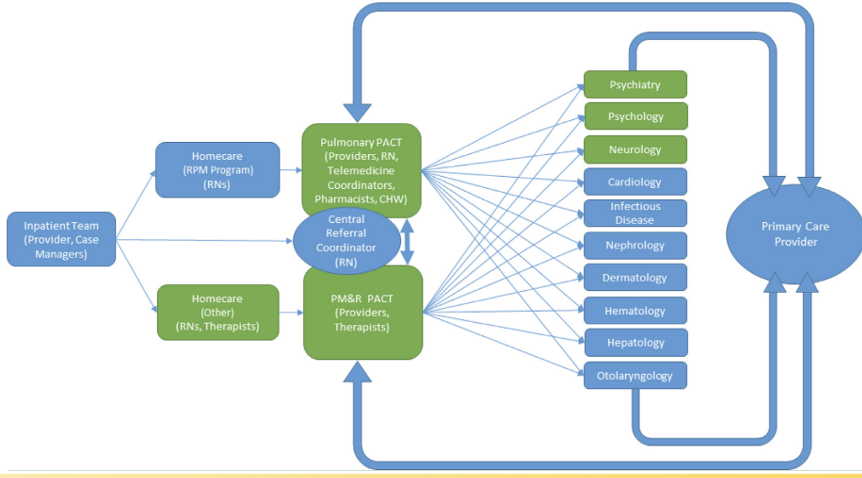 Inpatient Team
(Provider, Case
Managers)
Homecare
(RPM Program)
(RNs)
Homecare
(Other)
(RNs, Therapists)
Pulmonary PACT
(Providers, RN,
Telemedicine
Coordinators,
Pharmacists, CHW)
Central
Referral
Coordinator
(RN)
PM&R PACT
(Providers,
Therapists)
Psychiatry
Psychology
Neurology
Cardiology
Infectious
Disease
Nephrology
Dermatology
Hematology
Hepatology
Otolaryngology
Primary Care
Provider